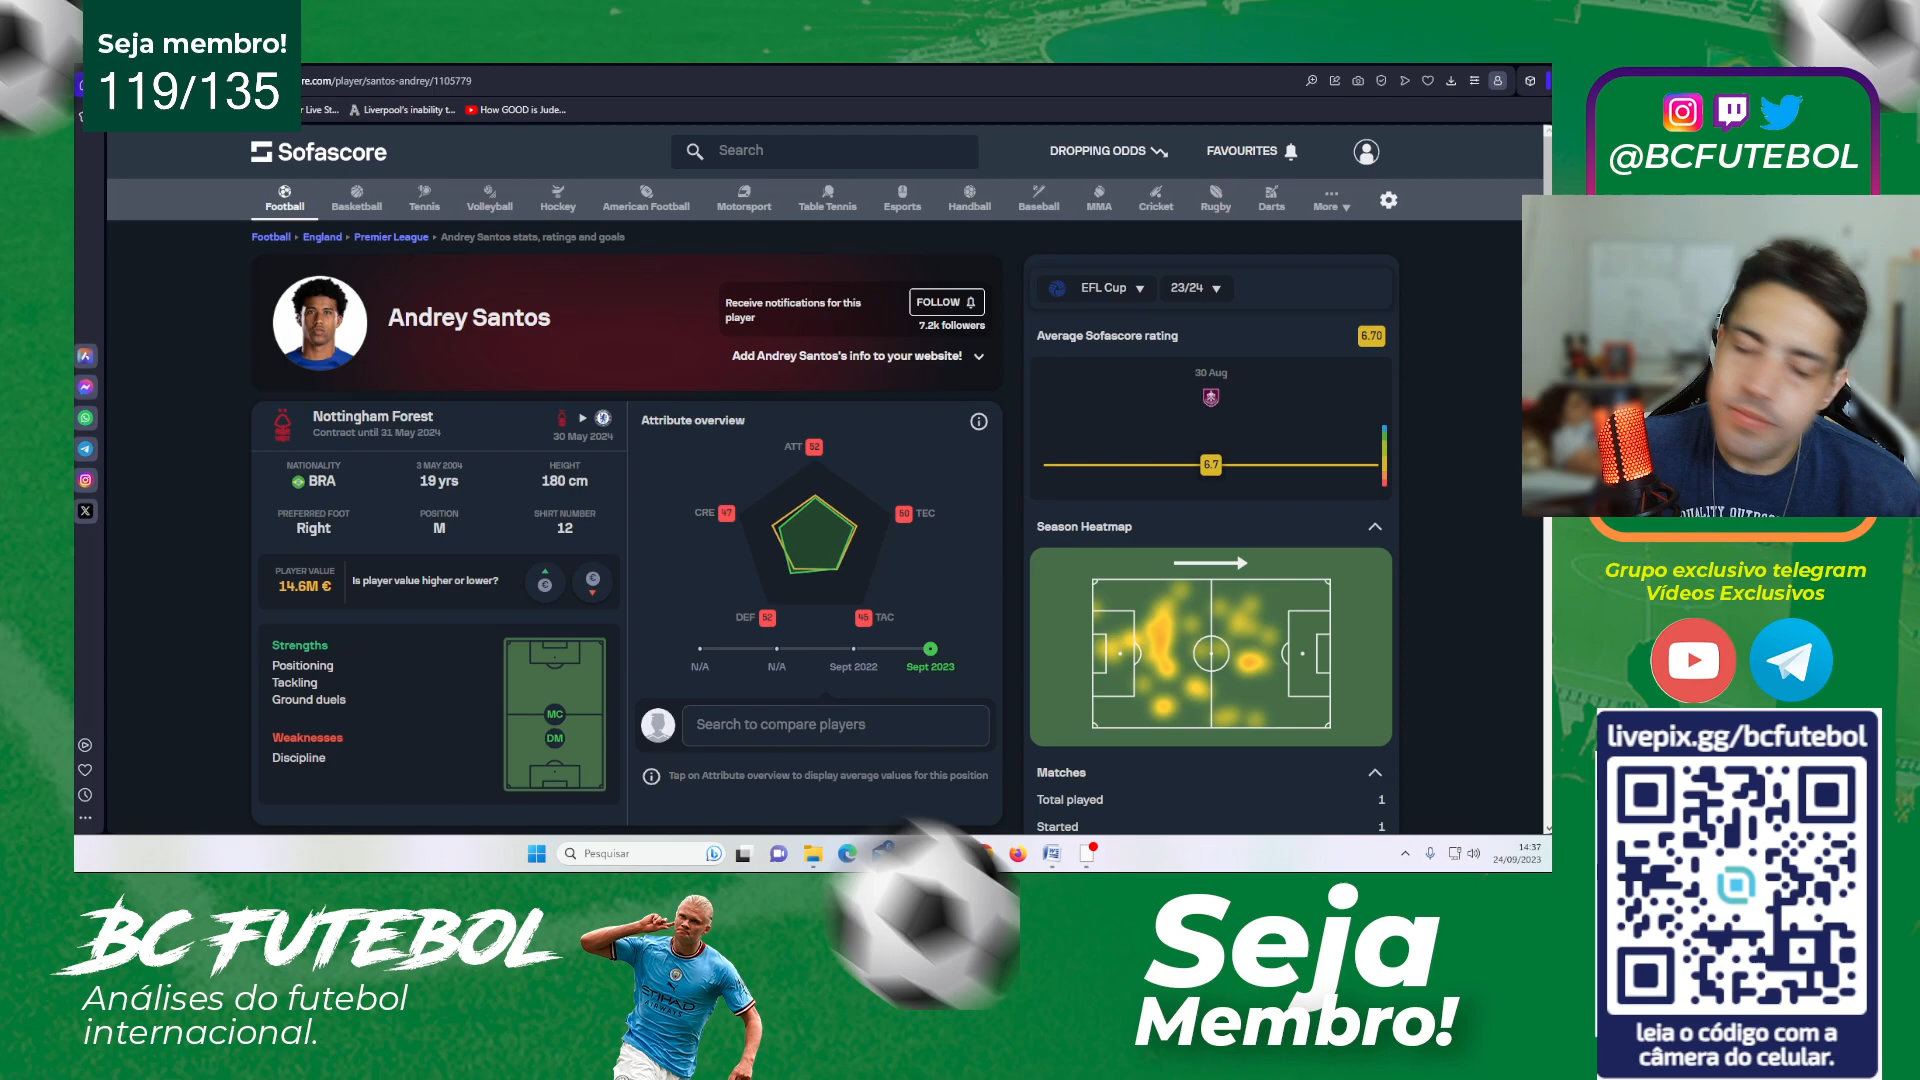 Seja membro!
119/135
re.com/player/santos-andrey/1105779
r Live St...
Liverpool's inability t...
How GOOD is Jude...
Sofascore
Search
DROPPING ODDS
FAVOURITES
Football
Basketball
Tennis
Volleyball
Hockey
American Football
Motorsport
Table Tennis
Esports
Handball
Baseball
MMA
Cricket
Rugby
Darts
More
Football
England
Premier League
Andrey Santos stats, ratings and goals
Andrey Santos
Receive notifications for this
player
FOLLOW
7.2k followers
Add Andrey Santos's info to your website!
Nottingham Forest
Contract until 31 May 2024
30 May 2024
NATIONALITY
BRA
3 MAY 2004
19 yrs
HEIGHT
180 cm
PREFERRED FOOT
Right
POSITION
M
SHIRT NUMBER
12
PLAYER VALUE
14.6M €
Is player value higher or lower?
Strengths
Positioning
Tackling
Ground duels
Weaknesses
Discipline
MC
DM
Attribute overview
ATT 52
CRE 47
50 TEC
DEF 52
45 TAC
N/A
N/A
Sept 2022
Sept 2023
Search to compare players
Tap on Attribute overview to display average values for this position
EFL Cup
23/24
Average Sofascore rating
6.70
30 Aug
6.7
Season Heatmap
Matches
Total played
1
Started
1
Pesquisar
14:37
24/09/2023
@BCFUTEBOL
QUALITY OUTDO
Grupo exclusivo telegram
Vídeos Exclusivos
livepix.gg/bcfutebol
leia o código com a
câmera do celular.
BC FUTEBOL
Análises do futebol
internacional.
ETIHAD
AIRWAYS
Seja
Membro!